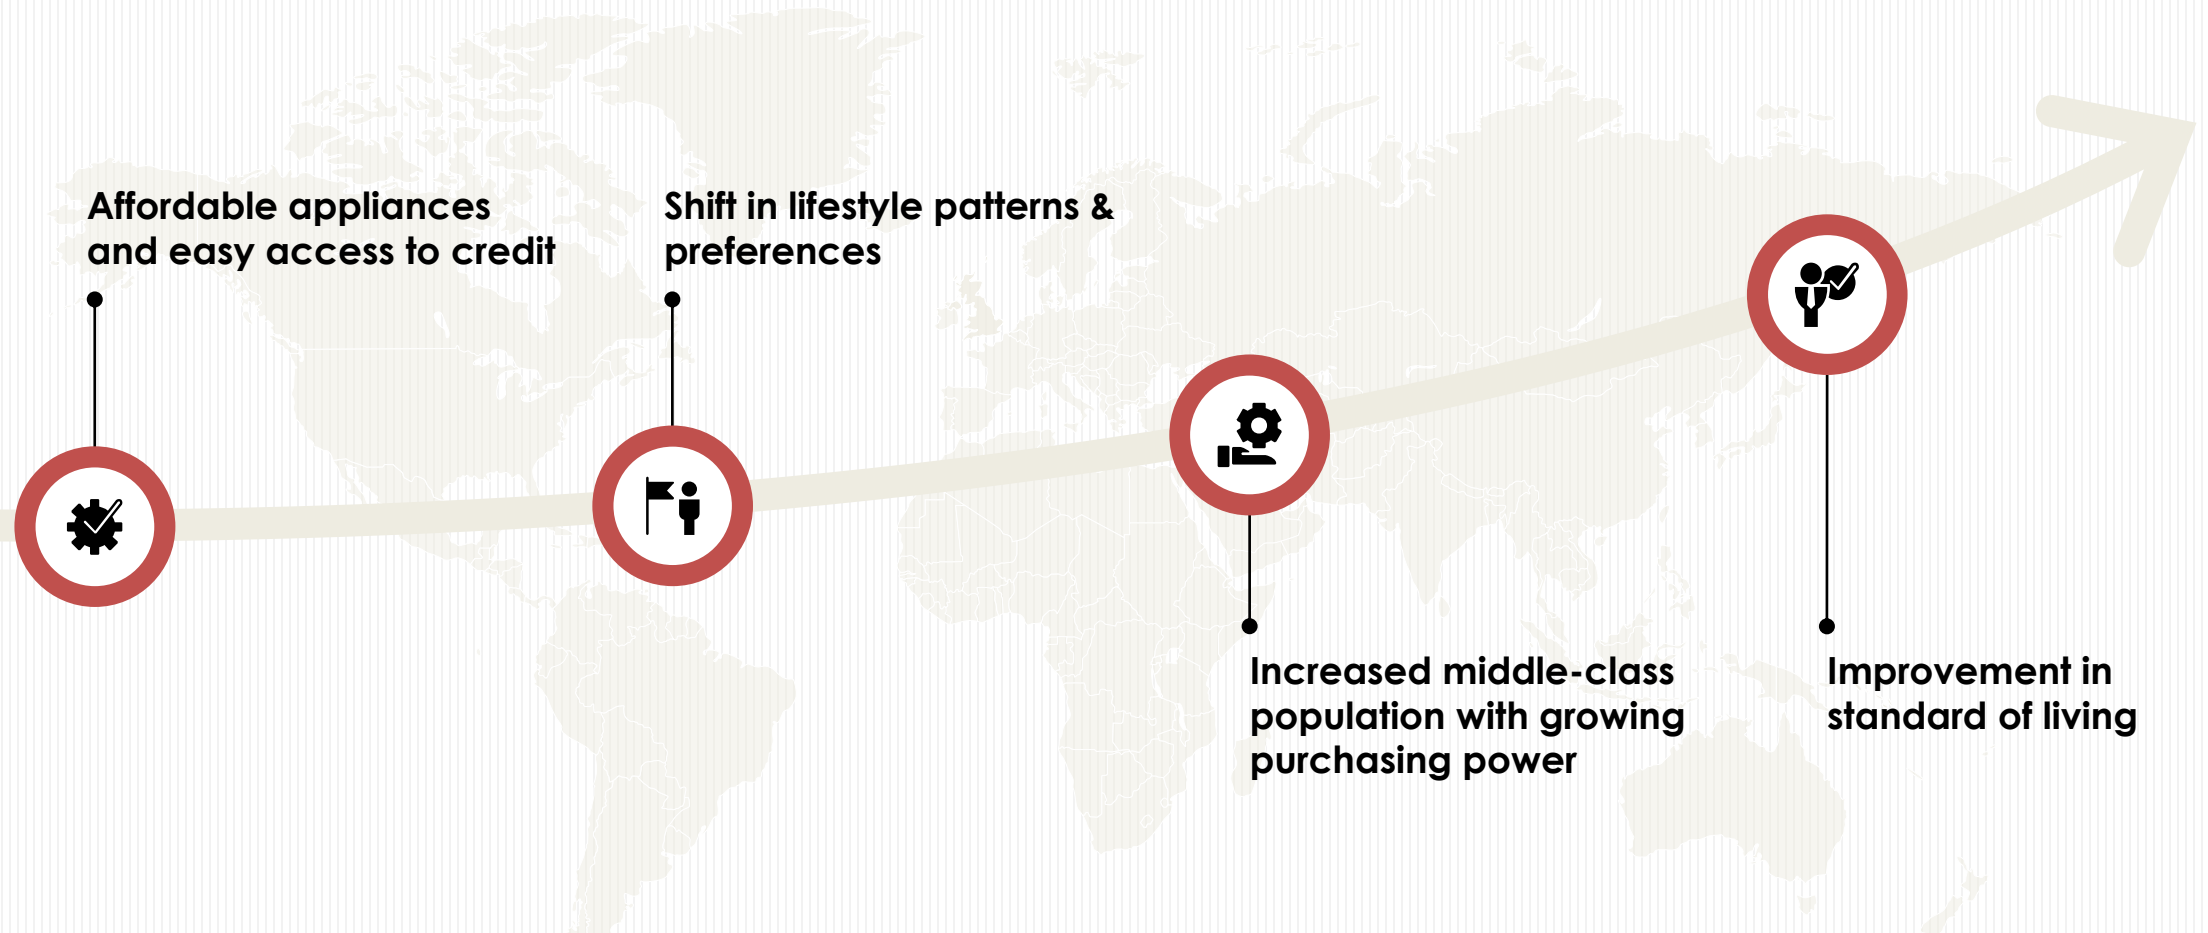 Affordable appliances
and easy access to credit
Shift in lifestyle patterns &
preferences
Increased middle-class
population with growing
purchasing power
Improvement in
standard of living